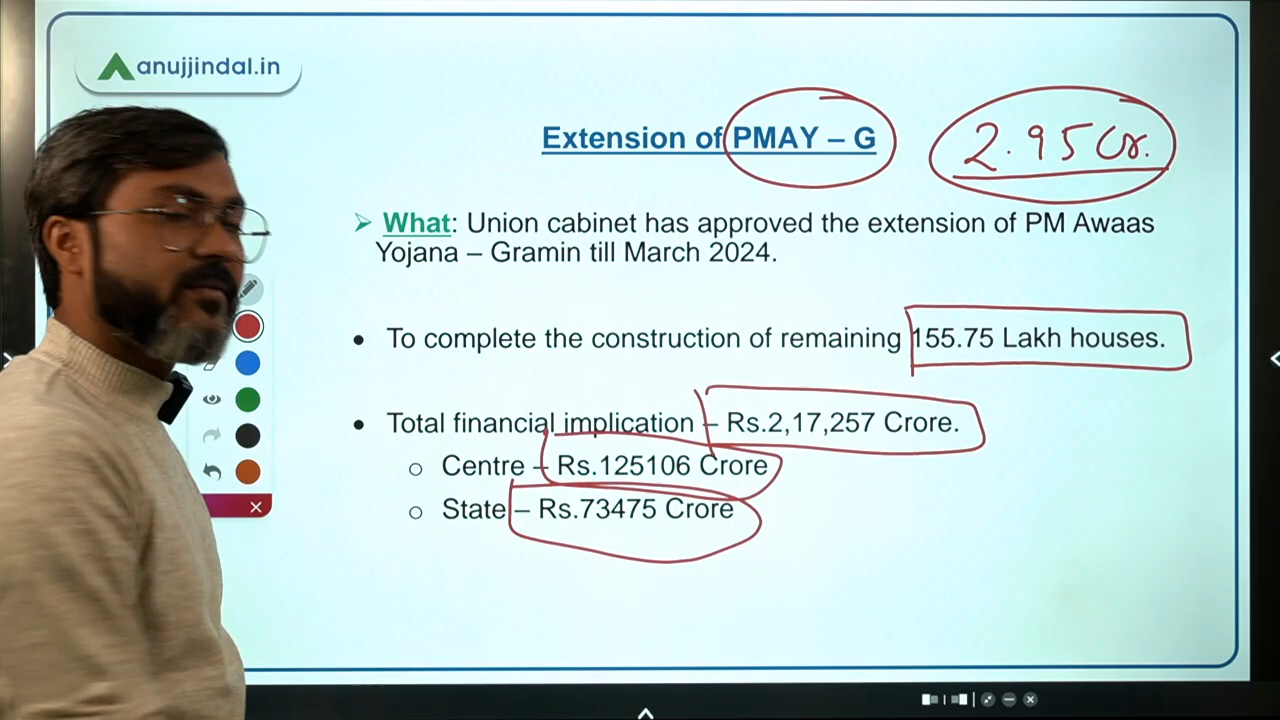 anujjindal.in
Extension of PMAY – G
2.95 Cr.
➢ What: Union cabinet has approved the extension of PM Awaas
Yojana – Gramin till March 2024.
• To complete the construction of remaining 155.75 Lakh houses.
• Total financial implication – Rs.2,17,257 Crore.
o Centre – Rs.125106 Crore
o State – Rs.73475 Crore